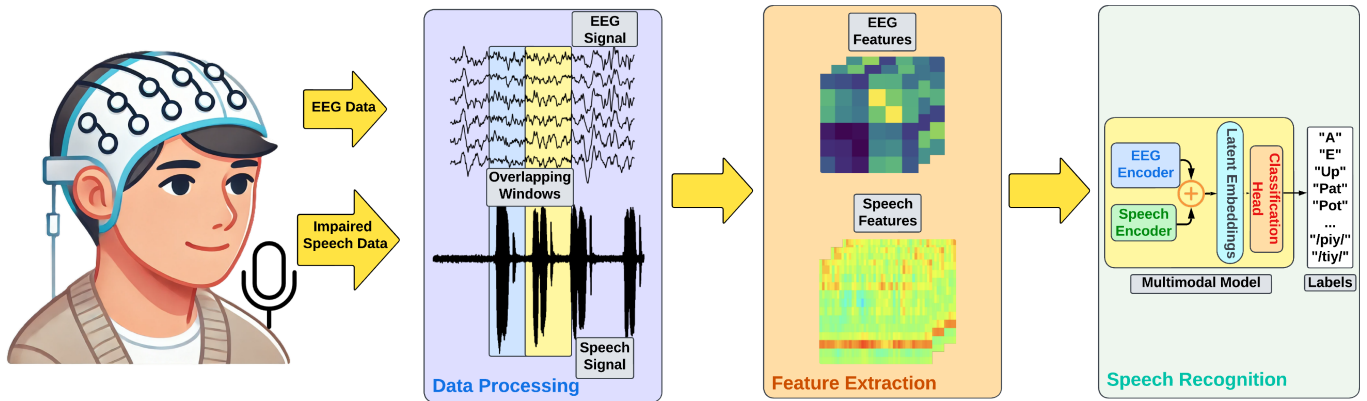 EEG Data
Impaired
Speech Data
EEG
Signal
Overlapping
Windows
Speech
Signal
Data Processing
EEG
Features
Speech
Features
Feature Extraction
EEG
Encoder
Speech
Encoder
Latent Embeddings
Classification
Head
Multimodal Model
"A"
"E"
"Up"
"Pat"
"Pot"
...
"/piy/"
"/tiy/"
Labels
Speech Recognition